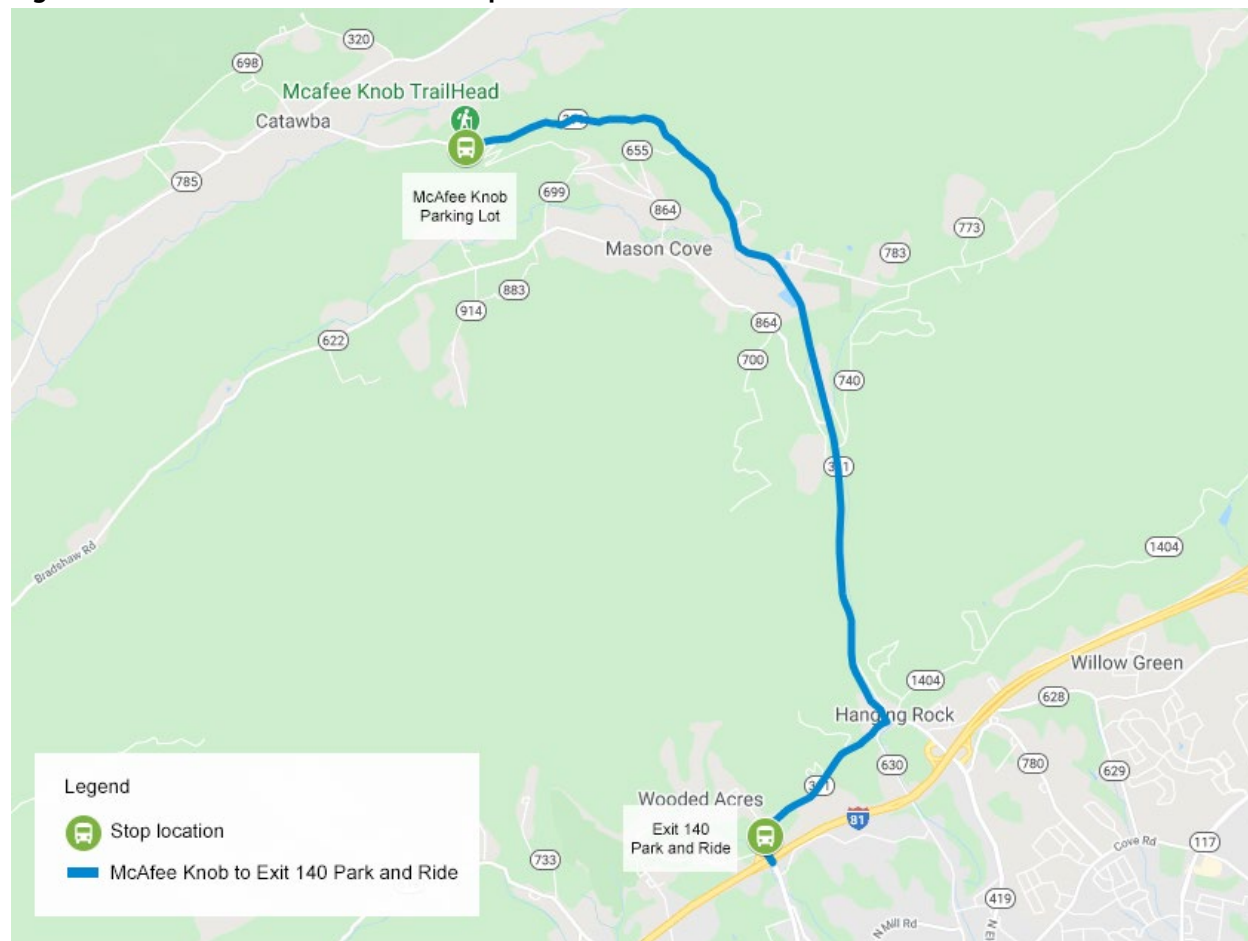 320
698
Mcafee Knob TrailHead
Catawba
655
785
699
McAfee Knob
Parking Lot
864
773
Mason Cove
783
883
914
864
622
700
740
Bradshaw Rd
1404
Willow Green
1404
628
Hanging Rock
630
780
629
Wooded Acres
81
Exit 140
Park and Ride
Cove Rd
117
733
419
N Mill Rd
Legend
Stop location
McAfee Knob to Exit 140 Park and Ride